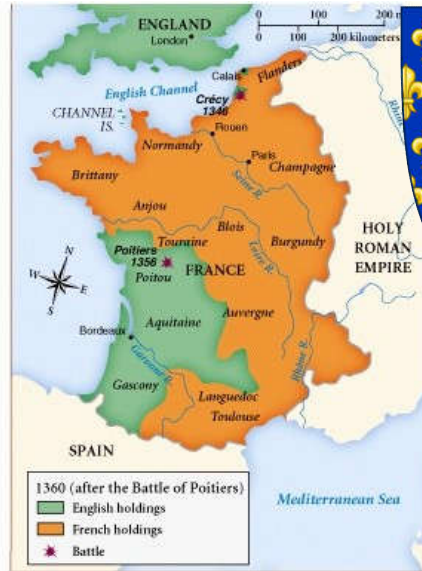 ENGLAND
London
0 100 200 m
0 100 200 kilometers
Calais
Flanders
English Channel
Crécy
1346
CHANNEL
IS.
Rouen
Normandy
Paris
Seine R.
Champagne
Rhine
Brittany
Anjou
Blois
Touraine
Loire R.
Burgundy
HOLY
ROMAN
EMPIRE
N
W
E
S
Poitiers
1356
Poitou
FRANCE
Aquitaine
Auvergne
Bordeaux
Garonne R.
Rhône R.
Gascony
Languedoc
Toulouse
SPAIN
Mediterranean Sea
1360 (after the Battle of Poitiers)
English holdings
French holdings
Battle